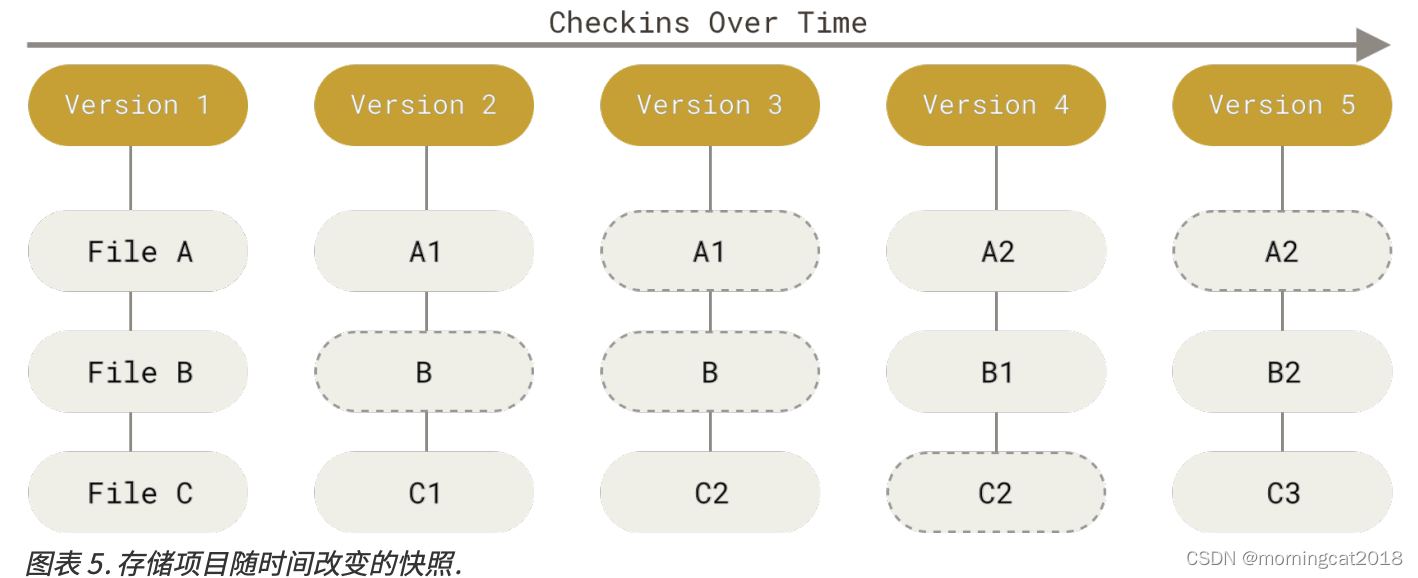 Checkins Over Time
Version 1 Version 2 Version 3 Version 4 Version 5
File A A1 A1 A2 A2
File B B B B1 B2
File C C1 C2 C2 C3
图表 5. 存储项目随时间改变的快照.
CSDN @morningcat2018